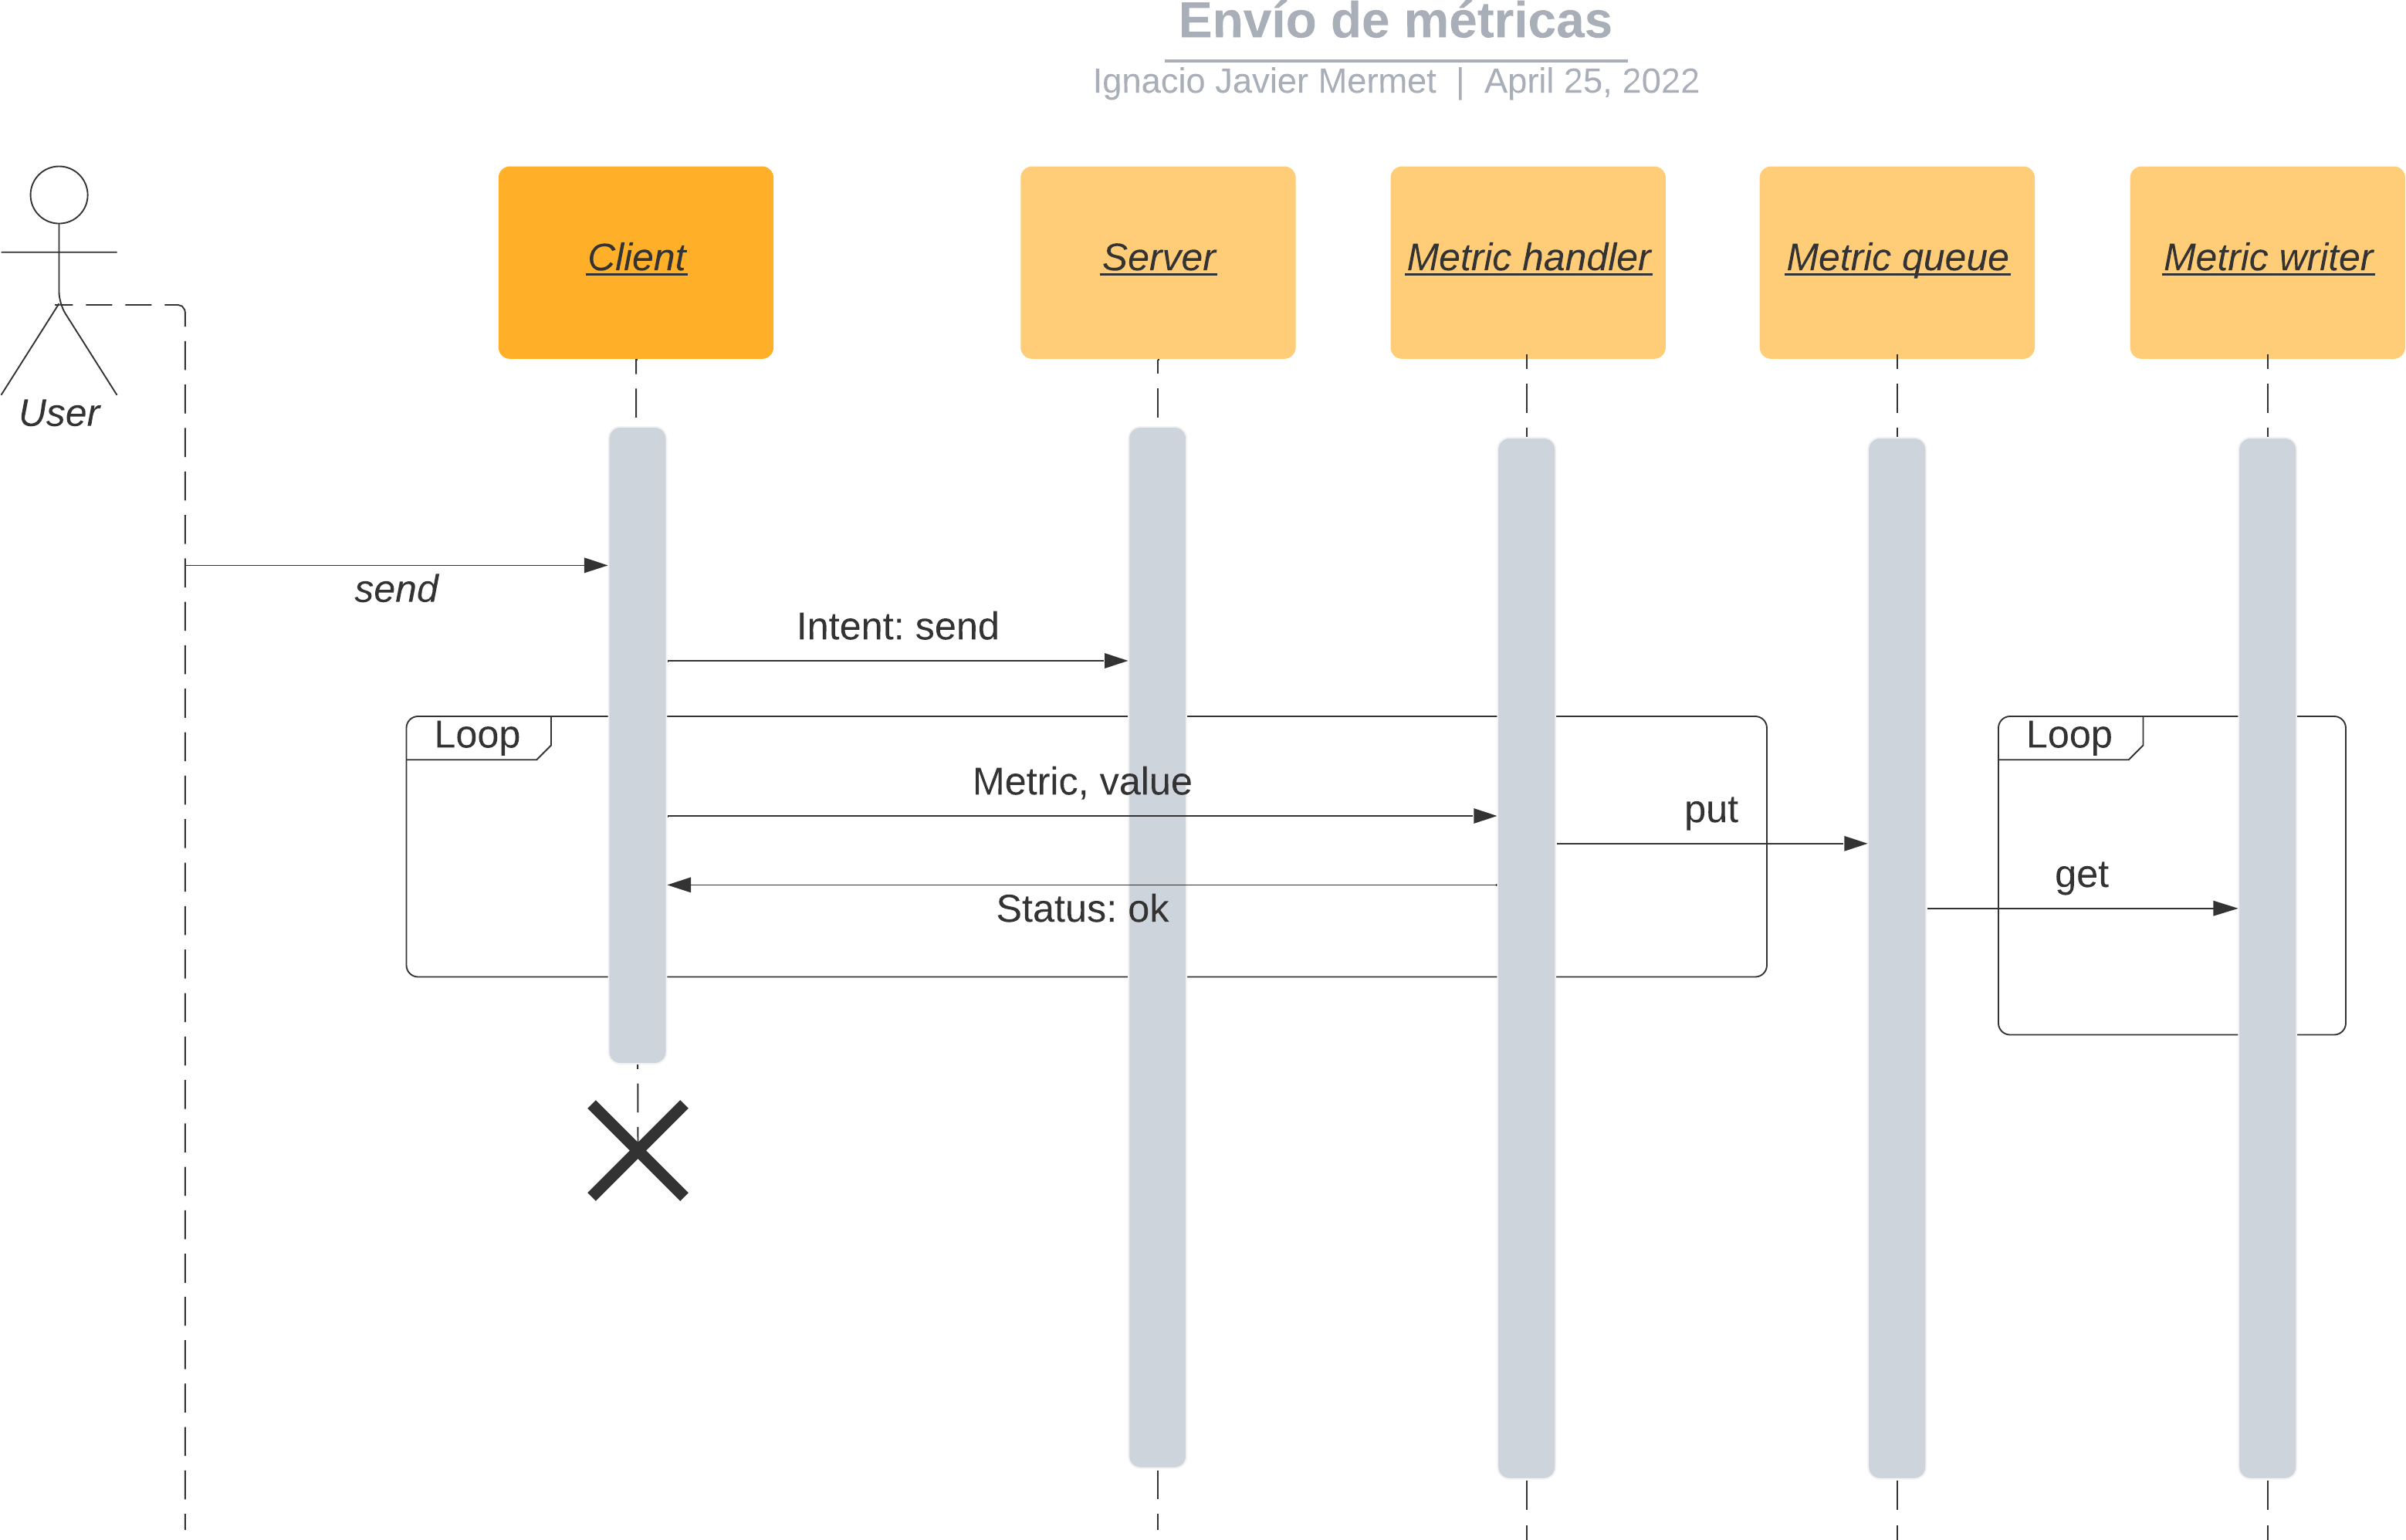 Envío de métricas
Ignacio Javier Mermet | April 25, 2022
Client
Server
Metric handler
Metric queue
Metric writer
User
send
Intent: send
Loop
Loop
Metric, value
put
get
Status: ok